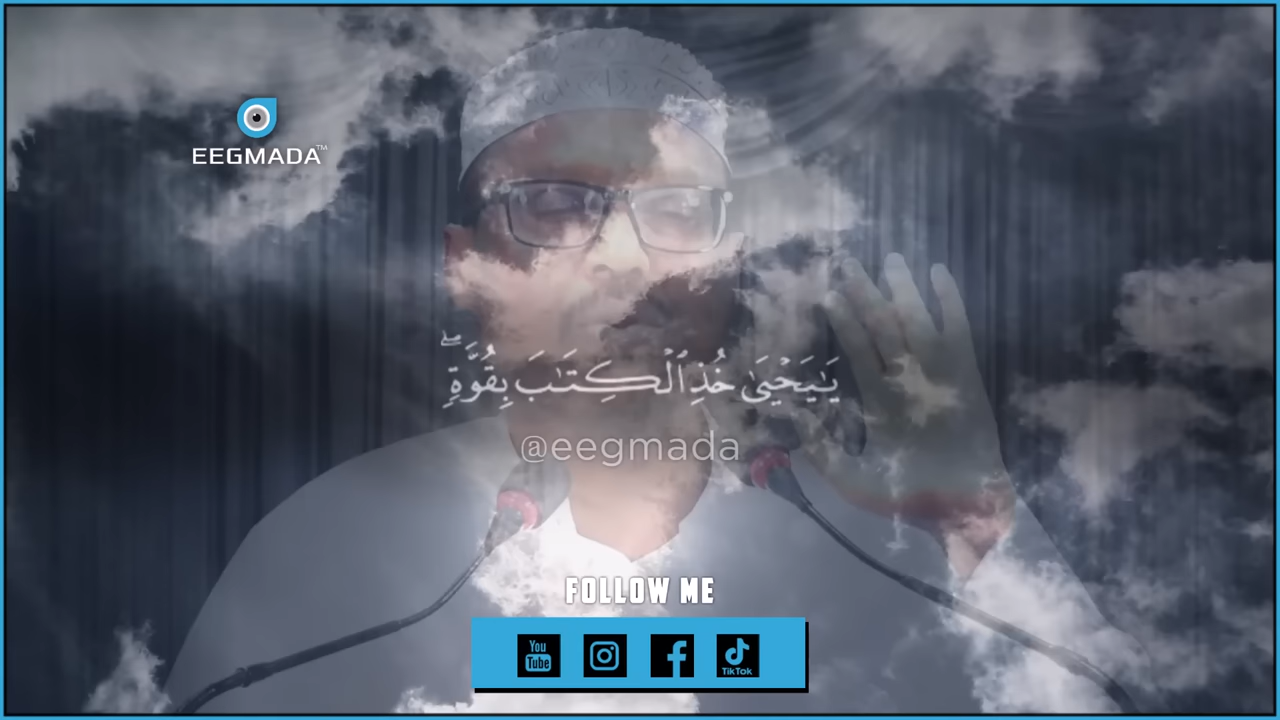 EEGMADA™
يَٰيَحۡيَىٰ خُذِ ٱلۡكِتَٰبَ بِقُوَّةٖۖ
@eegmada
FOLLOW ME
You Tube
TikTok